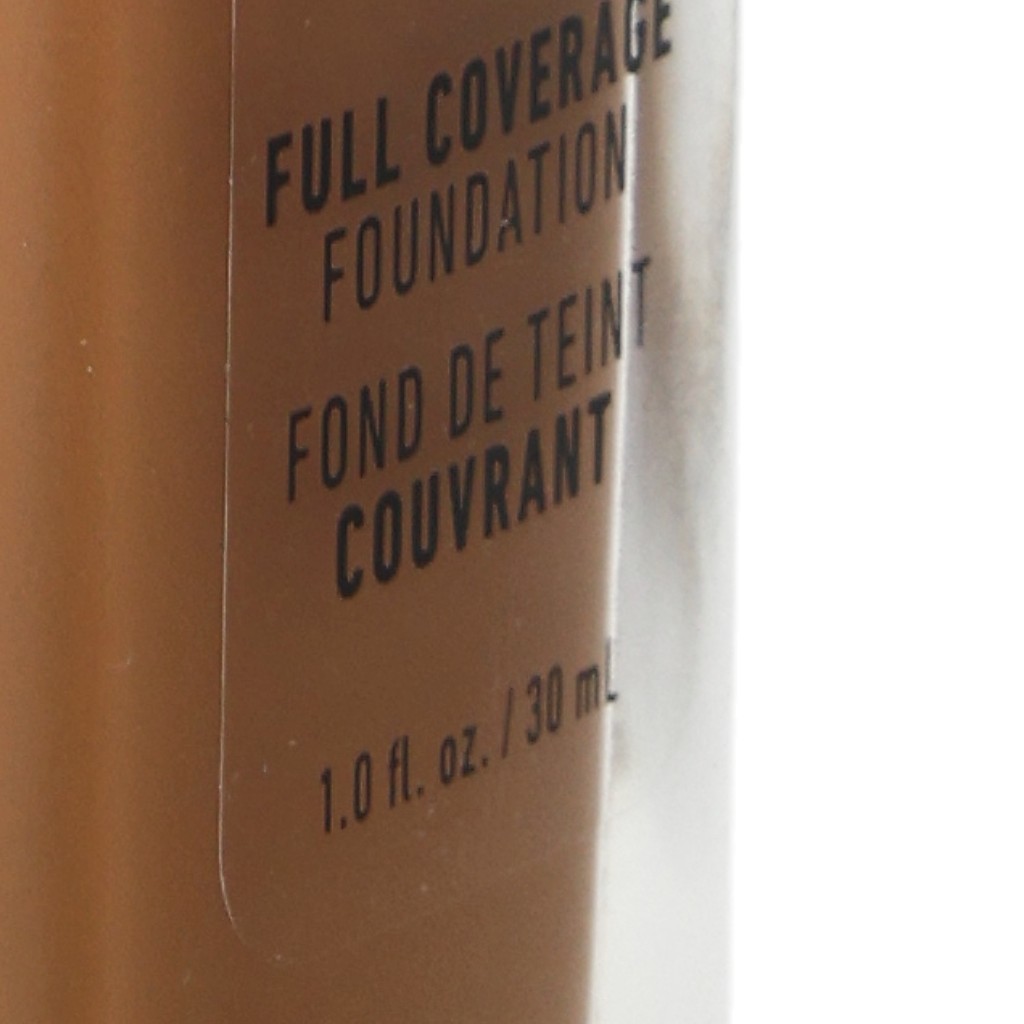 FULL COVERAGE
FOUNDATION
FOND DE TEINT
COUVRANT
1.0 fl. oz. / 30 mL